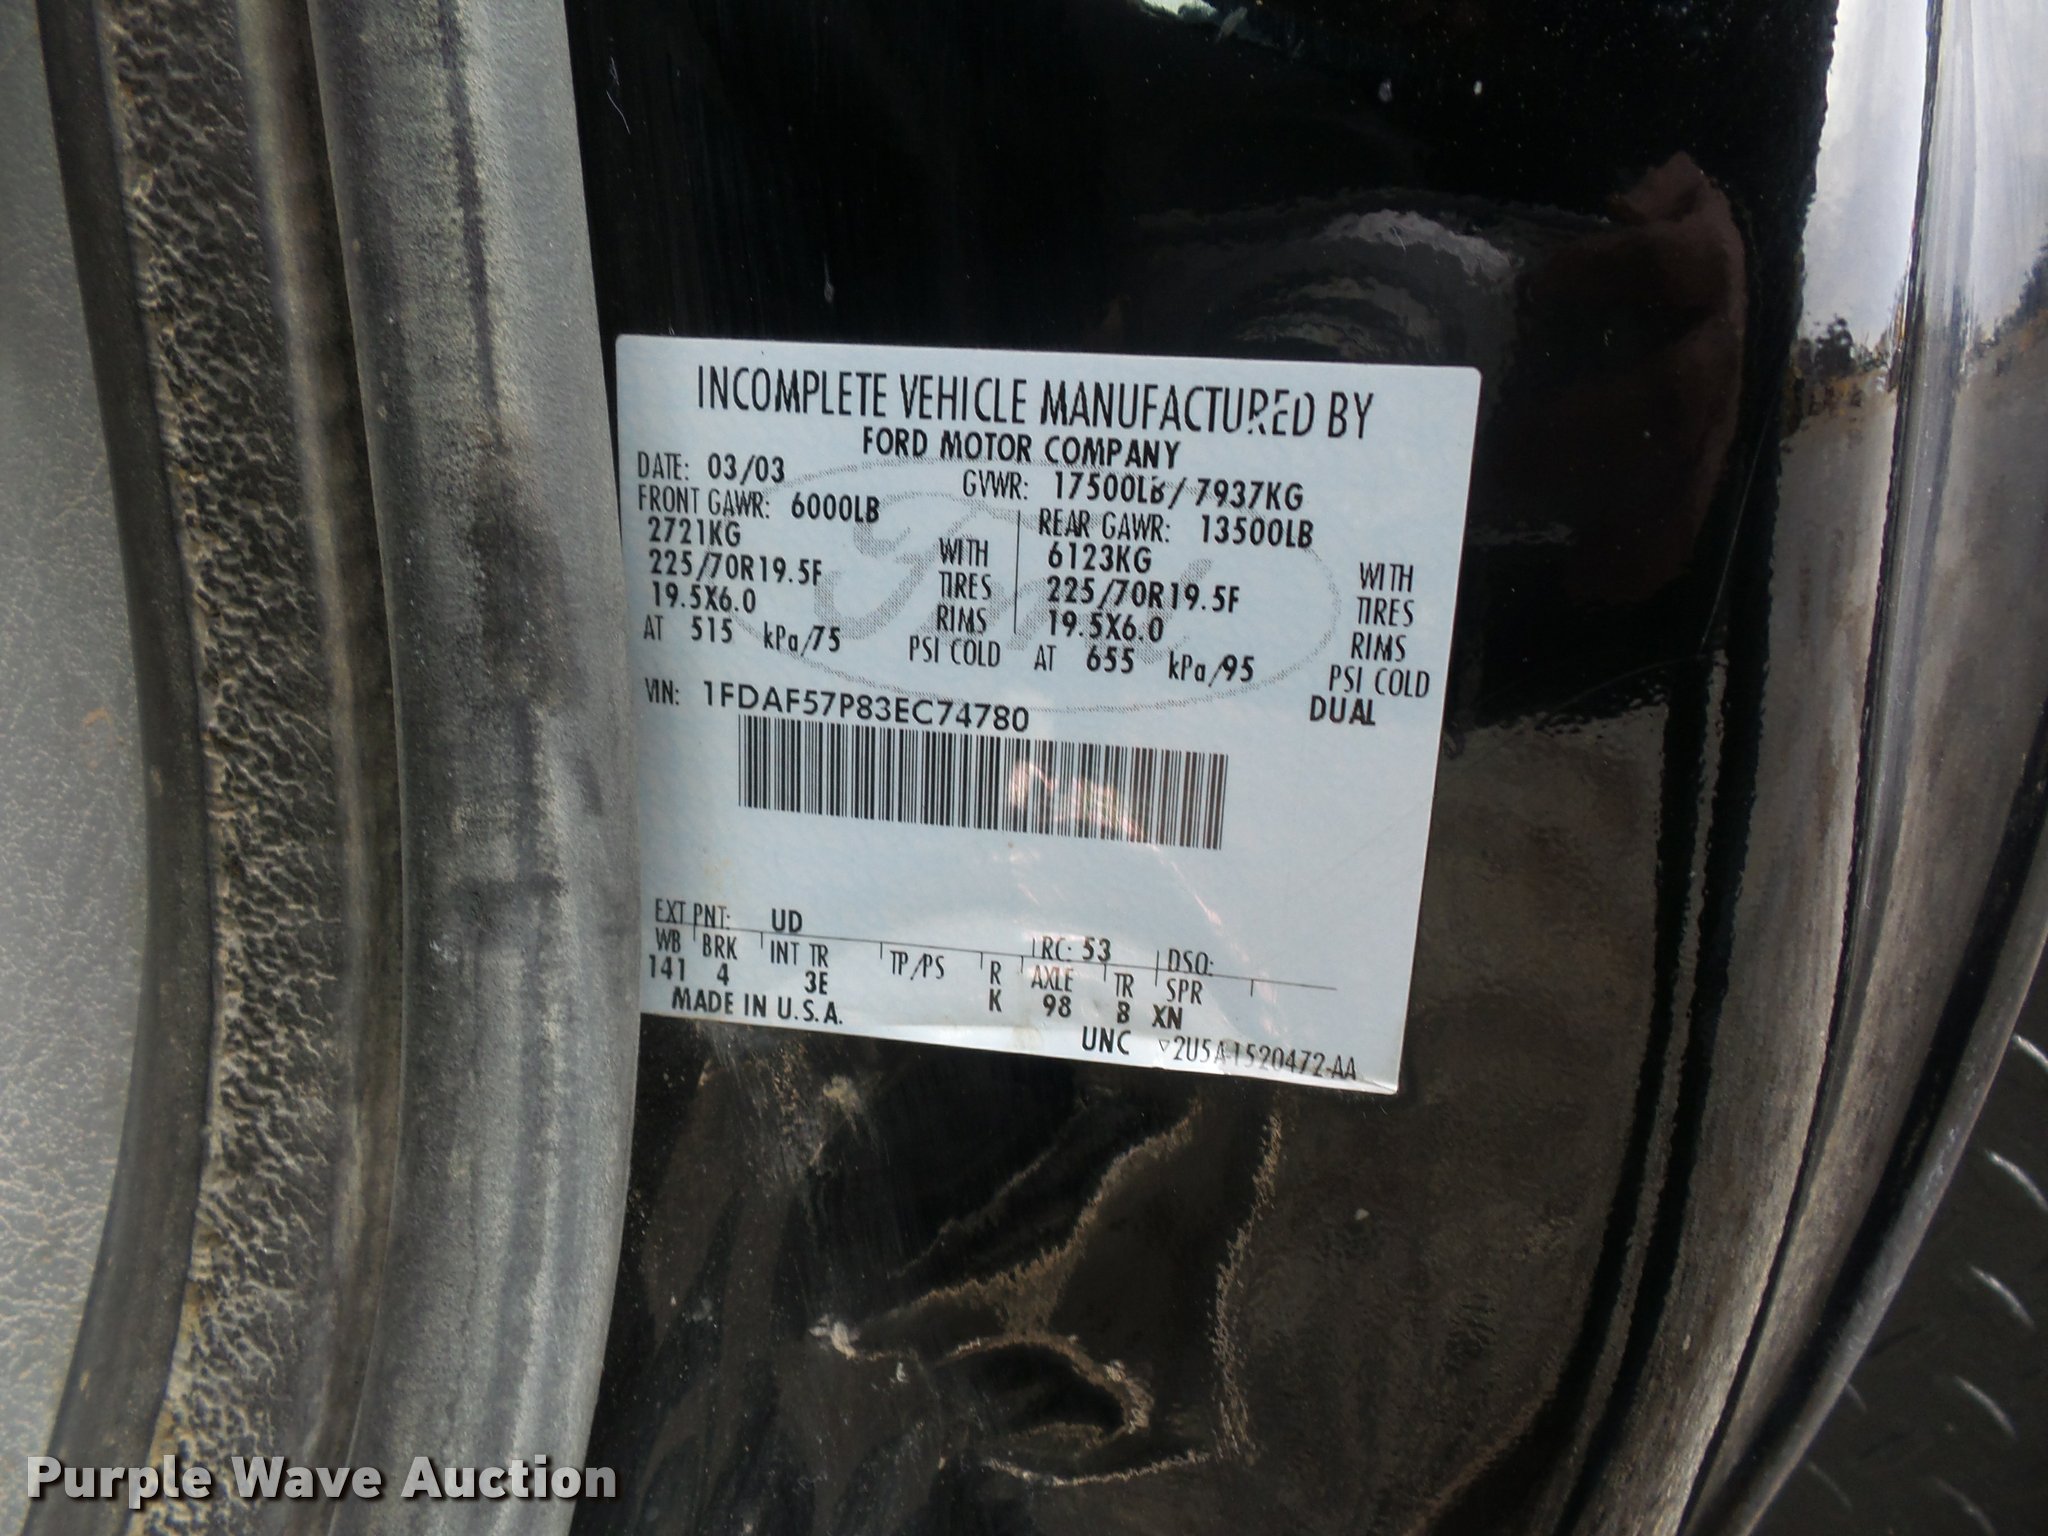 INCOMPLETE VEHICLE MANUFACTURED BY
FORD MOTOR COMPANY
DATE: 03/03 GVWR: 17500LB/7937KG
FRONT GAWR: 6000LB REAR GAWR: 13500LB
2721KG WITH 6123KG WITH
225/70R19.5F TIRES 225/70R19.5F TIRES
19.5X6.0 RIMS 19.5X6.0 RIMS
AT 515 kPa/75 PSI COLD AT 655 kPa/95 PSI COLD
DUAL
VIN: 1FDAF57P83EC74780
Ford
EXT PNT: UD RC: 53 DSO:
WB BRK INT TR TP/PS R AXLE TR SPR
141 4 3E K 98 B XN
MADE IN U.S.A.
UNC ▽2U5A-1520472-AA
Purple Wave Auction